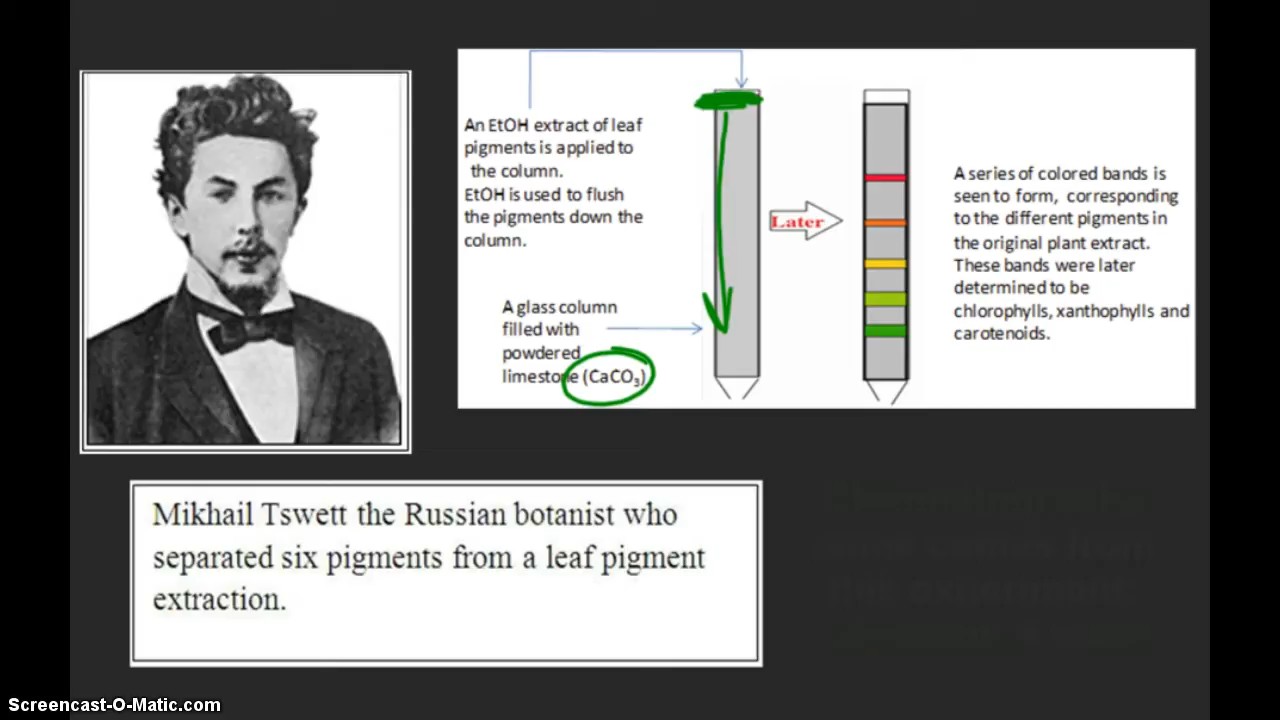 An EtOH extract of leaf
pigments is applied to
the column.
EtOH is used to flush
the pigments down the
column.
A glass column
filled with
powdered
limestone (CaCO₃)
Later
A series of colored bands is
seen to form, corresponding
to the different pigments in
the original plant extract.
These bands were later
determined to be
chlorophylls, xanthophylls and
carotenoids.
Mikhail Tswett the Russian botanist who
separated six pigments from a leaf pigment
extraction.
Screencast-O-Matic.com